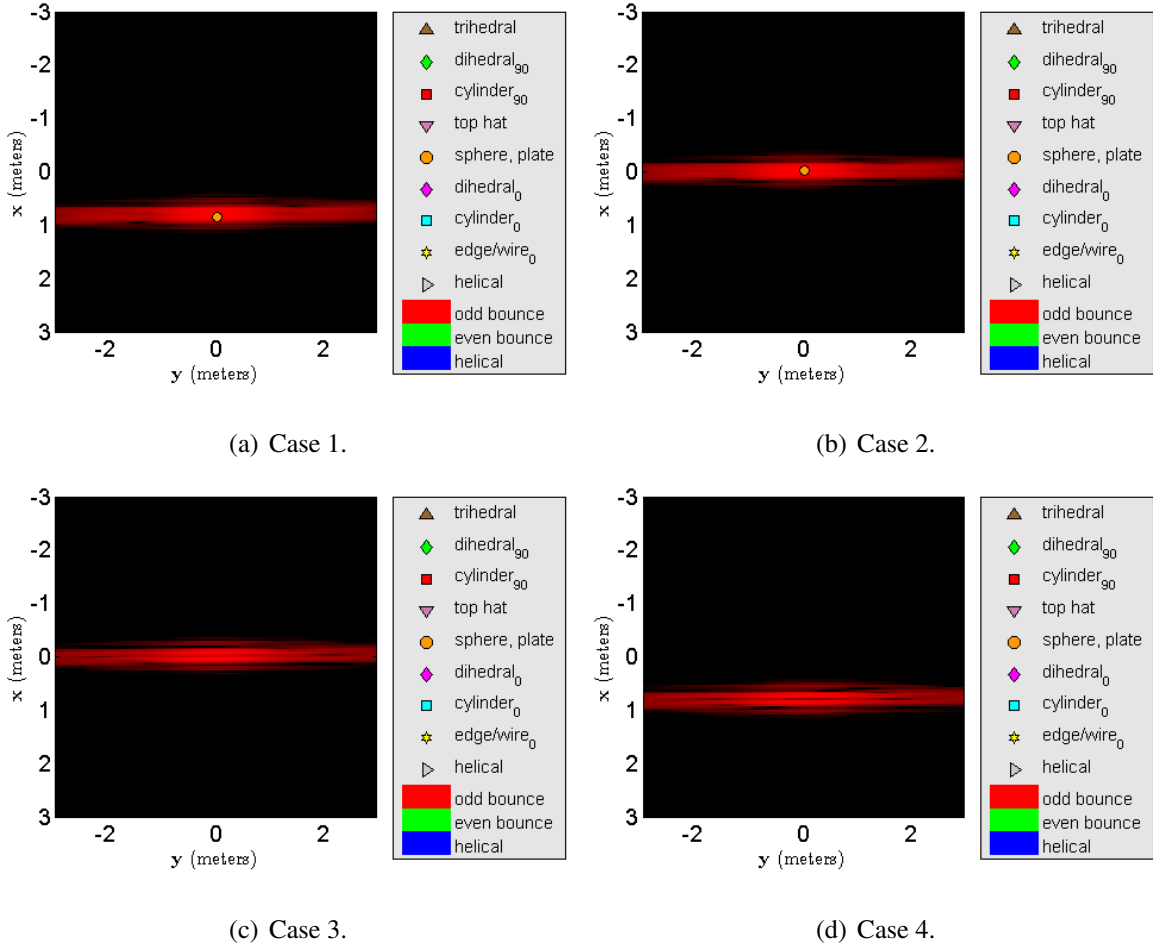 -3
-2
-1
0
1
2
3
x (meters)
-2 0 2
y (meters)
trihedral
dihedral90
cylinder90
top hat
sphere, plate
dihedral0
cylinder0
edge/wire0
helical
odd bounce
even bounce
helical
(a) Case 1.
-3
-2
-1
0
1
2
3
x (meters)
-2 0 2
y (meters)
trihedral
dihedral90
cylinder90
top hat
sphere, plate
dihedral0
cylinder0
edge/wire0
helical
odd bounce
even bounce
helical
(b) Case 2.
-3
-2
-1
0
1
2
3
x (meters)
-2 0 2
y (meters)
trihedral
dihedral90
cylinder90
top hat
sphere, plate
dihedral0
cylinder0
edge/wire0
helical
odd bounce
even bounce
helical
(c) Case 3.
-3
-2
-1
0
1
2
3
x (meters)
-2 0 2
y (meters)
trihedral
dihedral90
cylinder90
top hat
sphere, plate
dihedral0
cylinder0
edge/wire0
helical
odd bounce
even bounce
helical
(d) Case 4.